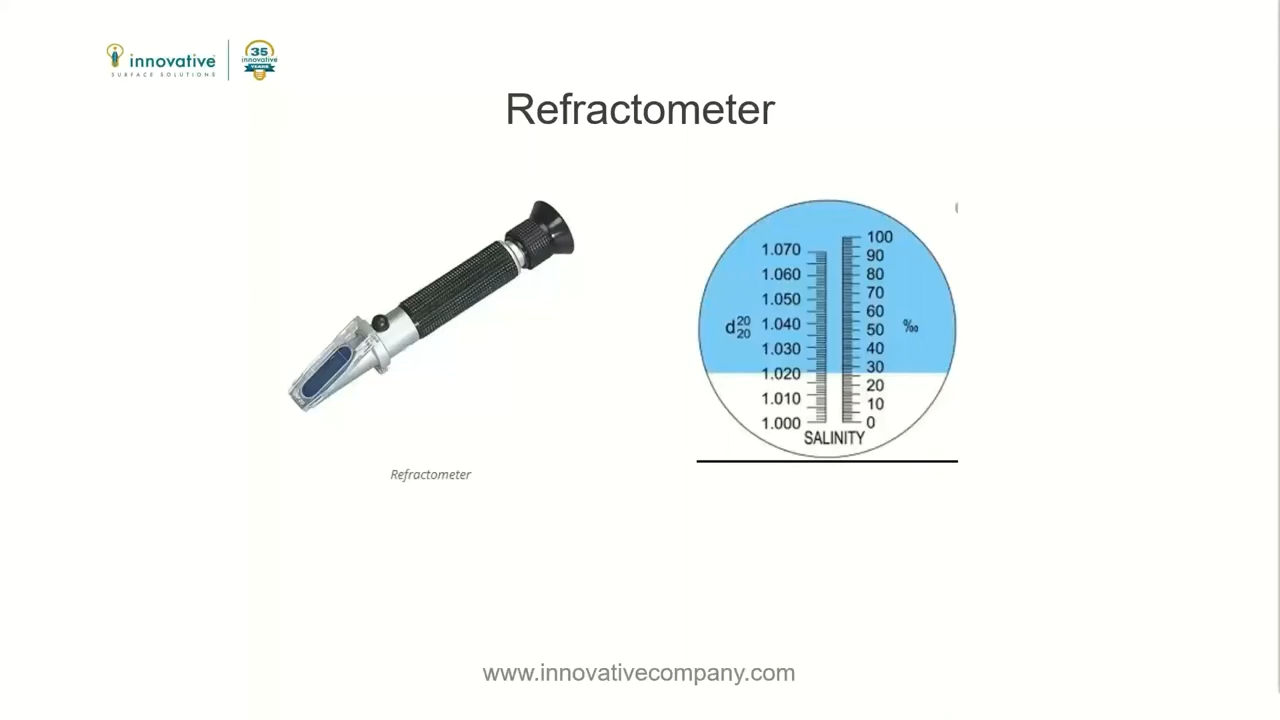 innovative
SURFACE SOLUTIONS
35
innovative
YEARS
Refractometer
1.070
1.060
1.050
d20/20 1.040
1.030
1.020
1.010
1.000
100
90
80
70
60
50 ‰
40
30
20
10
0
SALINITY
Refractometer
www.innovativecompany.com